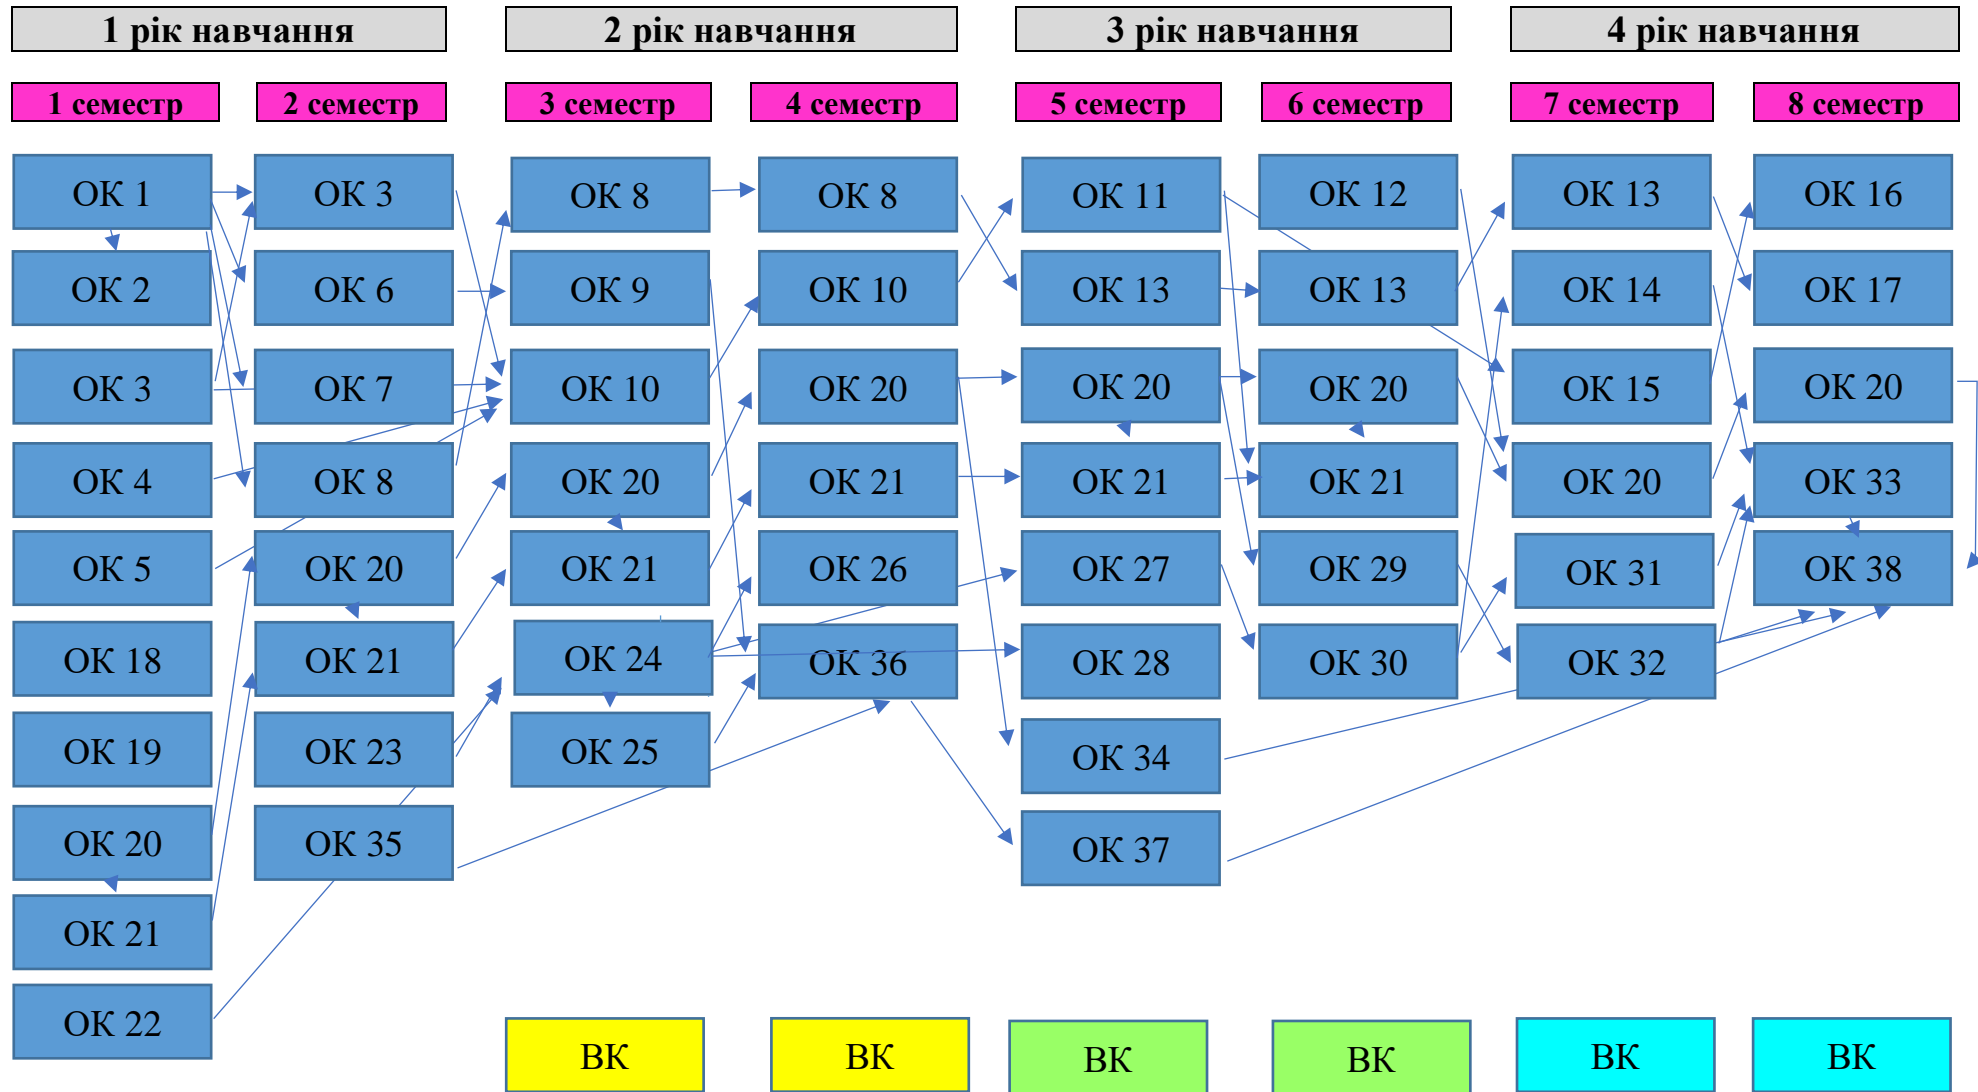 1 рік навчання
2 рік навчання
3 рік навчання
4 рік навчання
1 семестр
2 семестр
3 семестр
4 семестр
5 семестр
6 семестр
7 семестр
8 семестр
ОК 1
ОК 3
ОК 8
ОК 8
ОК 11
ОК 12
ОК 13
ОК 16
ОК 2
ОК 6
ОК 9
ОК 10
ОК 13
ОК 13
ОК 14
ОК 17
ОК 3
ОК 7
ОК 10
ОК 20
ОК 20
ОК 20
ОК 15
ОК 20
ОК 4
ОК 8
ОК 20
ОК 21
ОК 21
ОК 21
ОК 20
ОК 33
ОК 5
ОК 20
ОК 21
ОК 26
ОК 27
ОК 29
ОК 31
ОК 38
ОК 18
ОК 21
ОК 24
ОК 36
ОК 28
ОК 30
ОК 32
ОК 19
ОК 23
ОК 25
ОК 34
ОК 20
ОК 35
ОК 37
ОК 21
ОК 22
ВК
ВК
ВК
ВК
ВК
ВК